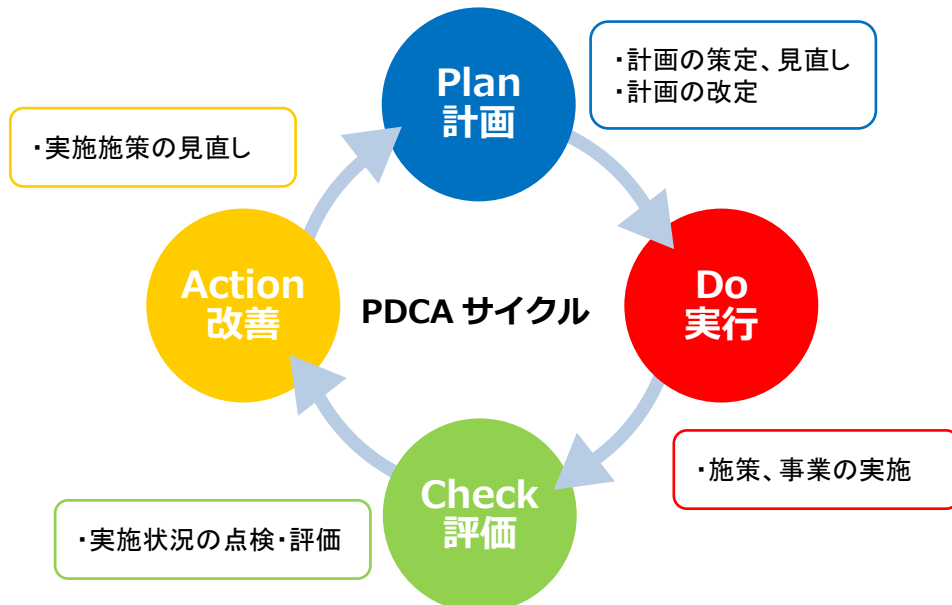 Plan
計画
・計画の策定、見直し
・計画の改定
・実施施策の見直し
Action
改善
PDCA サイクル
Do
実行
・施策、事業の実施
Check
評価
・実施状況の点検・評価